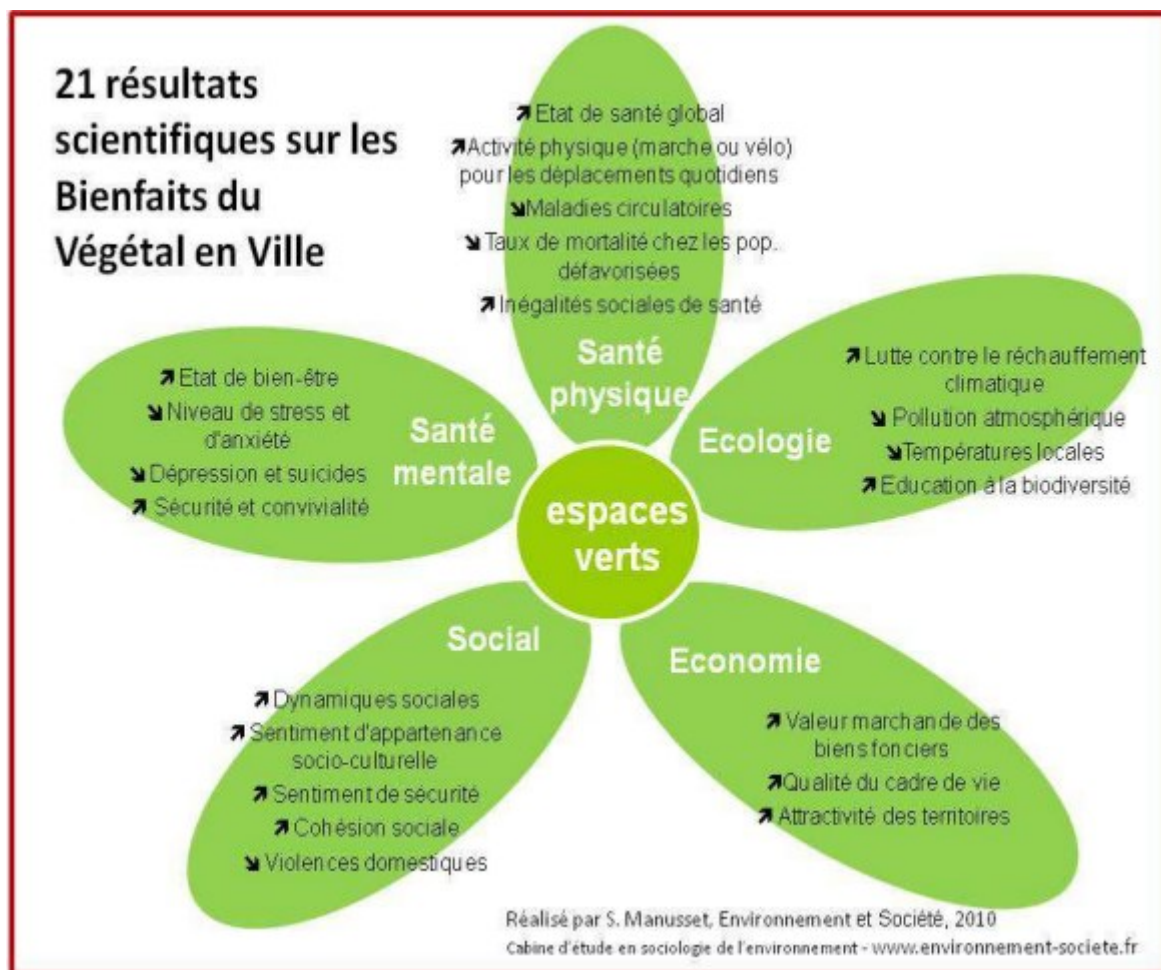 21 résultats
scientifiques sur les
Bienfaits du
Végétal en Ville
↗ Etat de santé global
↗Activité physique (marche ou vélo)
pour les déplacements quotidiens
↘Maladies circulatoires
↘ Taux de mortalité chez les pop.
défavorisées
↗ Inégalités sociales de santé
Santé
physique
↗ Etat de bien-être
↘ Niveau de stress et
d'anxiété
↘ Dépression et suicides
↗ Sécurité et convivialité
Santé
mentale
↗ Lutte contre le réchauffement
climatique
↘ Pollution atmosphérique
↘Températures locales
↗ Education à la biodiversité
Ecologie
espaces
verts
Social
↗ Dynamiques sociales
↗ Sentiment d'appartenance
socio-culturelle
↗ Sentiment de sécurité
↗ Cohésion sociale
↘ Violences domestiques
Economie
↗ Valeur marchande des
biens fonciers
↗Qualité du cadre de vie
↗ Attractivité des territoires
Réalisé par S. Manusset, Environnement et Société, 2010
Cabine d'étude en sociologie de l'environnement - www.environnement-societe.fr